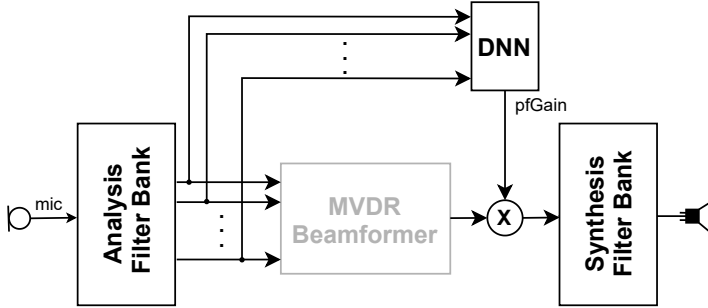 DNN
pfGain
mic
Analysis
Filter Bank
MVDR
Beamformer
X
Synthesis
Filter Bank